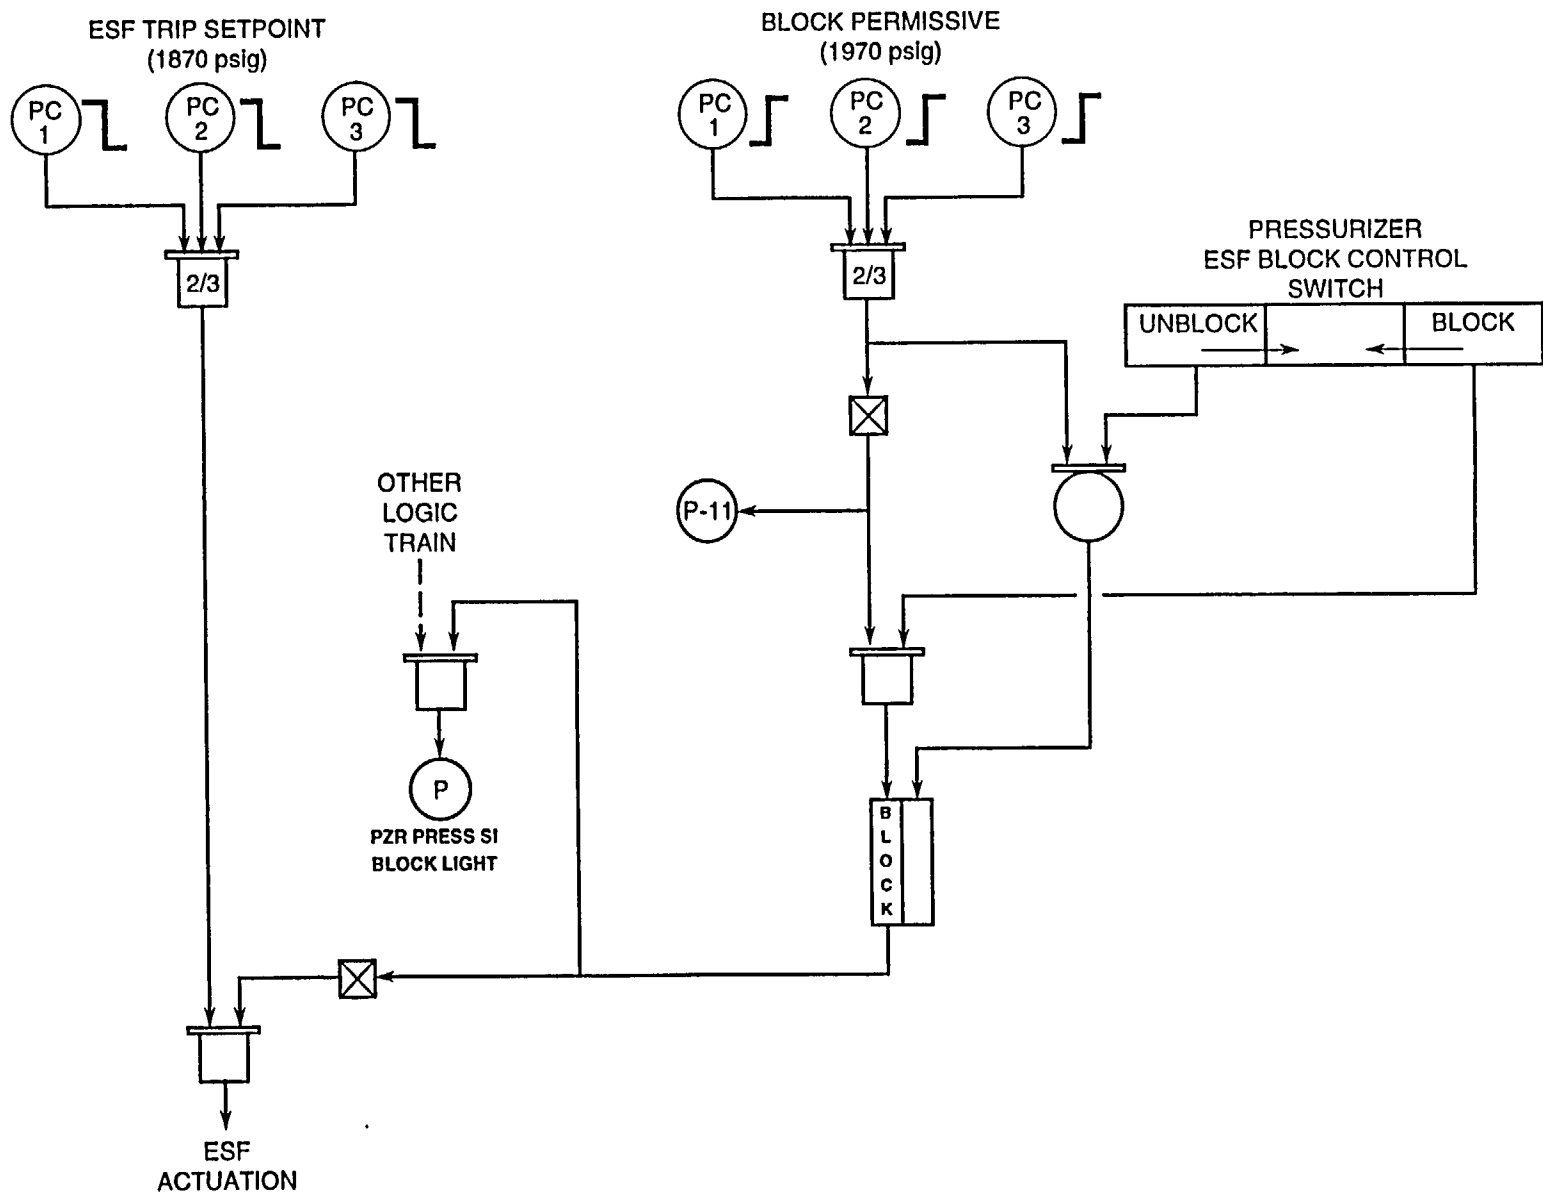 ESF TRIP SETPOINT
(1870 psig)
PC
1
PC
2
PC
3
2/3
BLOCK PERMISSIVE
(1970 psig)
PC
1
PC
2
PC
3
2/3
PRESSURIZER
ESF BLOCK CONTROL
SWITCH
UNBLOCK
BLOCK
OTHER
LOGIC
TRAIN
P-11
P
PZR PRESS SI
BLOCK LIGHT
B
L
O
C
K
ESF
ACTUATION